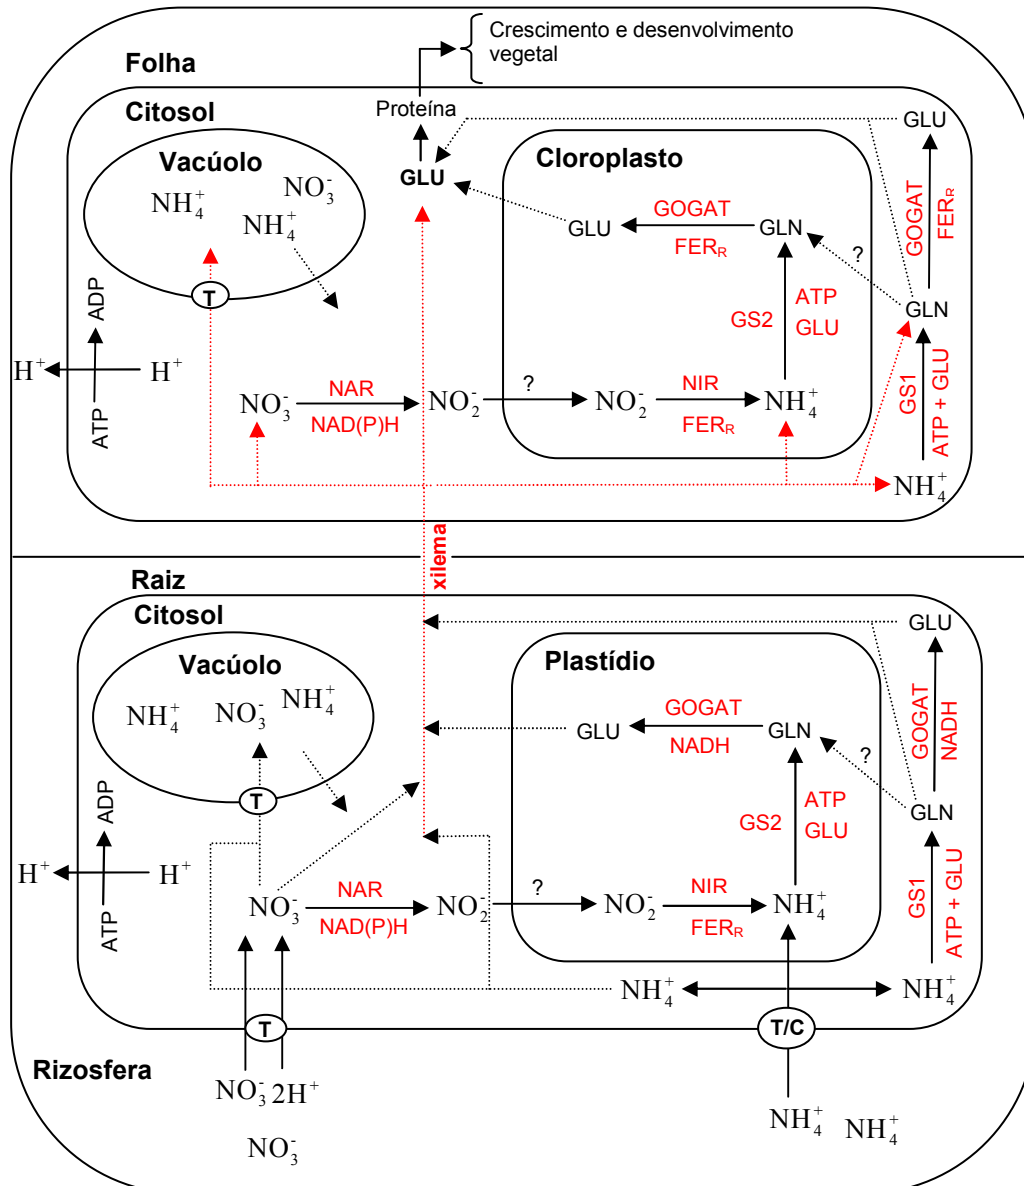 Crescimento e desenvolvimento
vegetal
Folha
Citosol
Proteína
GLU
Vacúolo
Cloroplasto
NO₃⁻
NH₄⁺
GLU
NH₄⁺
GOGAT
GLU
GLN
FERᴿ
GOGAT
FERᴿ
?
T
ADP
ATP
GLU
GS2
GLN
H⁺
H⁺
ATP
NAR
NO₃⁻
NAD(P)H
NO₂⁻
?
NO₂⁻
NIR
FERᴿ
NH₄⁺
GS1
ATP + GLU
NH₄⁺
xilema
Raiz
Citosol
GLU
Vacúolo
Plastídio
NH₄⁺
NO₃⁻
NH₄⁺
GOGAT
GLU
GLN
NADH
GOGAT
NADH
?
T
ADP
ATP
GLU
GS2
GLN
H⁺
H⁺
ATP
NAR
NO₃⁻
NAD(P)H
NO₂⁻
?
NO₂⁻
NIR
FERᴿ
NH₄⁺
GS1
ATP + GLU
NH₄⁺
NH₄⁺
T
T/C
Rizosfera
NO₃⁻ 2H⁺
NH₄⁺
NH₄⁺
NO₃⁻